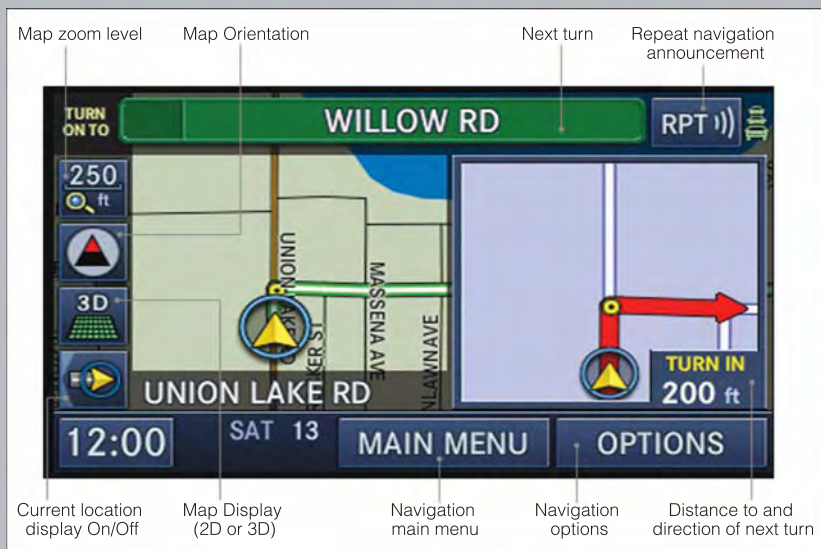 Map zoom level
Map Orientation
Next turn
Repeat navigation
announcement
TURN
ON TO
WILLOW RD
RPT
250
ft
3D
UNION
MASSENA AVE
UNION LAKE RD
TURN IN
200 ft
12:00
SAT 13
MAIN MENU
OPTIONS
Current location
display On/Off
Map Display
(2D or 3D)
Navigation
main menu
Navigation
options
Distance to and
direction of next turn